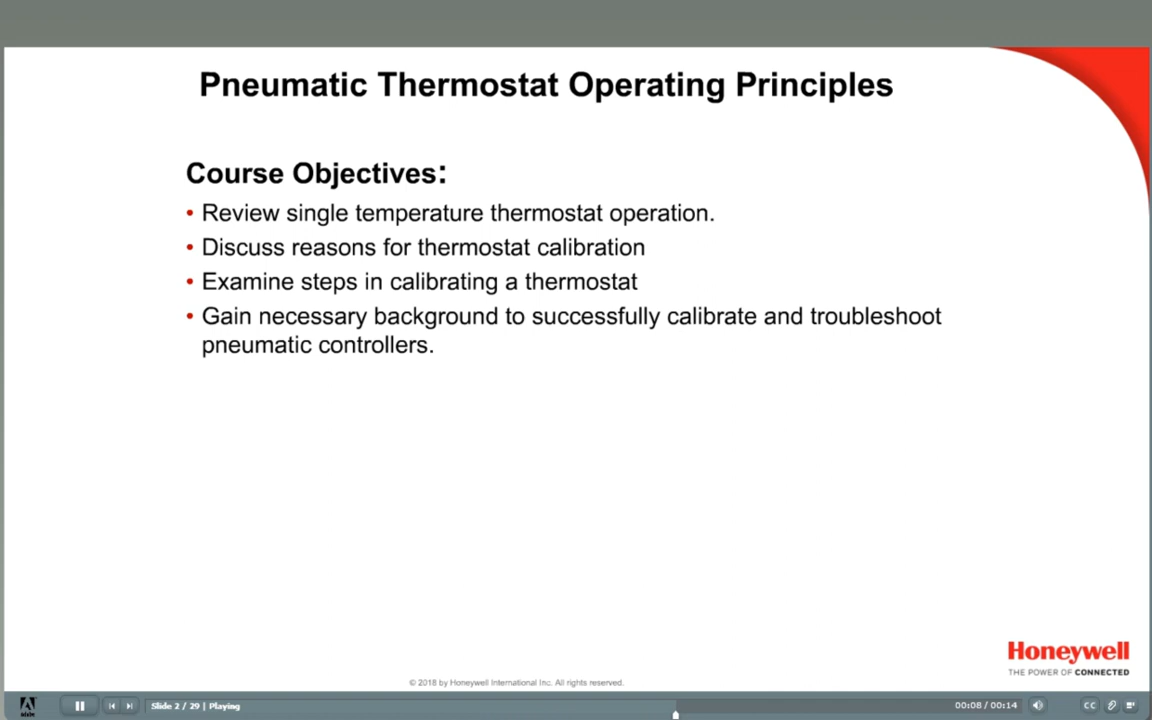 Pneumatic Thermostat Operating Principles
Course Objectives:
• Review single temperature thermostat operation.
• Discuss reasons for thermostat calibration
• Examine steps in calibrating a thermostat
• Gain necessary background to successfully calibrate and troubleshoot
pneumatic controllers.
Honeywell
THE POWER OF CONNECTED
© 2018 by Honeywell International Inc. All rights reserved.
Adobe
Slide 2 / 29 | Playing
00:08 / 00:14
CC